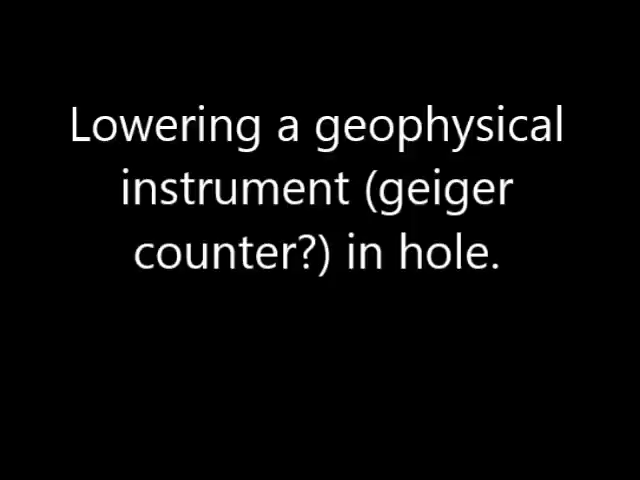 Lowering a geophysical
instrument (geiger
counter?) in hole.